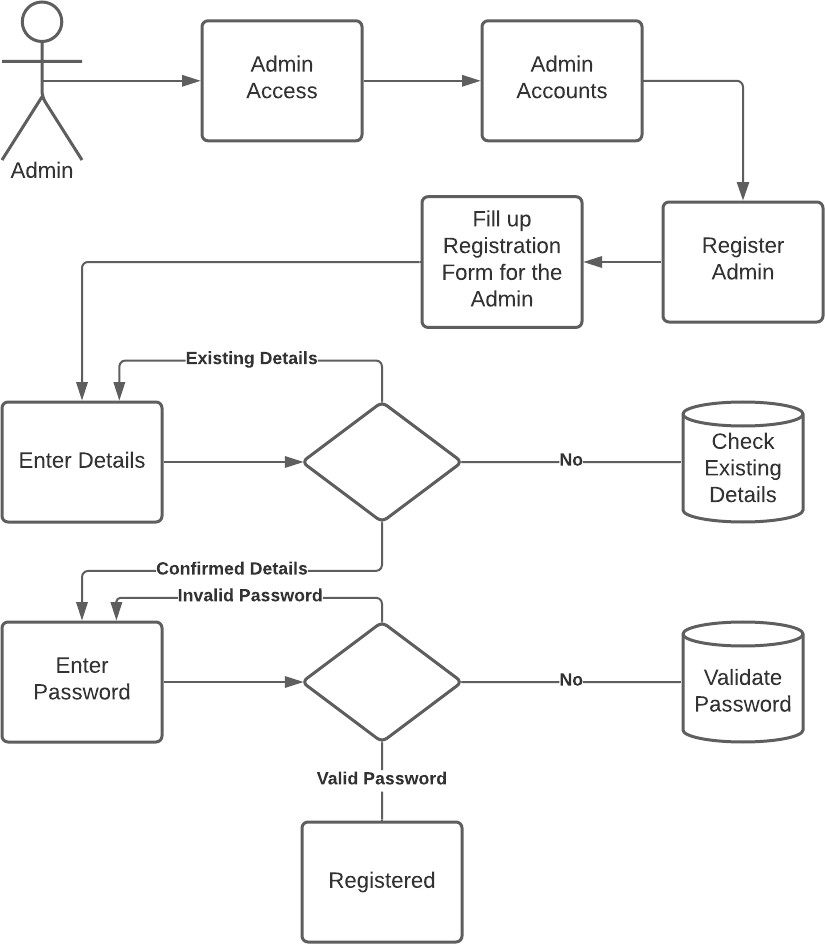 Admin
Access
Admin
Accounts
Admin
Fill up
Registration
Form for the
Admin
Register
Admin
Existing Details
Enter Details
No
Check
Existing
Details
Confirmed Details
Invalid Password
Enter
Password
No
Validate
Password
Valid Password
Registered